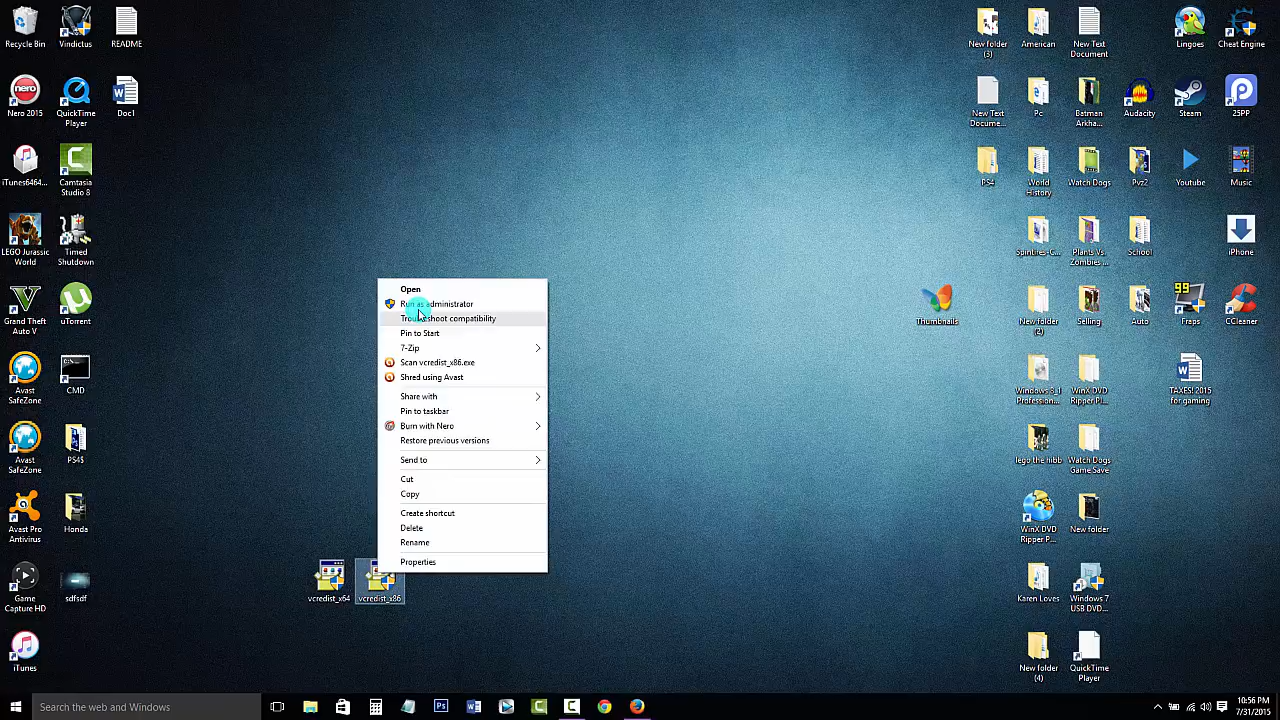 Recycle Bin
Vindictus
README
Nero 2015
QuickTime
Player
Doc1
iTunes6464...
Camtasia
Studio 8
LEGO Jurassic
World
Timed
Shutdown
Grand Theft
Auto V
uTorrent
Avast
SafeZone
CMD
Avast
SafeZone
PS4$
Avast Pro
Antivirus
Honda
Game
Capture HD
sdfsdf
iTunes
Open
Run as administrator
Troubleshoot compatibility
Pin to Start
7-Zip
Scan vcredist_x86.exe
Shred using Avast
Share with
Pin to taskbar
Burn with Nero
Restore previous versions
Send to
Cut
Copy
Create shortcut
Delete
Rename
Properties
vcredist_x64
vcredist_x86
Thumbnails
New folder
(3)
American
New Text
Document
Lingoes
Cheat Engine
New Text
Docume...
Pc
Batman
Arkha...
Audacity
Steam
25PP
PS4
World
History
Watch Dogs
Pvz2
Youtube
Music
Spintires-C...
Plants Vs.
Zombies ...
School
iPhone
New folder
(2)
Selling
Auto
99
Fraps
CCleaner
Windows 8_1
Profession...
WinX DVD
Ripper Pl...
TAXES: 2015
for gaming
lego the hibb
Watch Dogs
Game Save
WinX DVD
Ripper P...
New folder
Karen Loves
Windows 7
USB DVD...
New folder
(4)
QuickTime
Player
Search the web and Windows
10:56 PM
7/31/2015